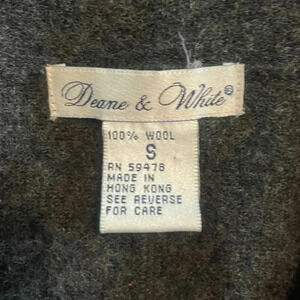 Deane & White®
100% WOOL
S
RN 59478
MADE IN
HONG KONG
SEE REVERSE
FOR CARE